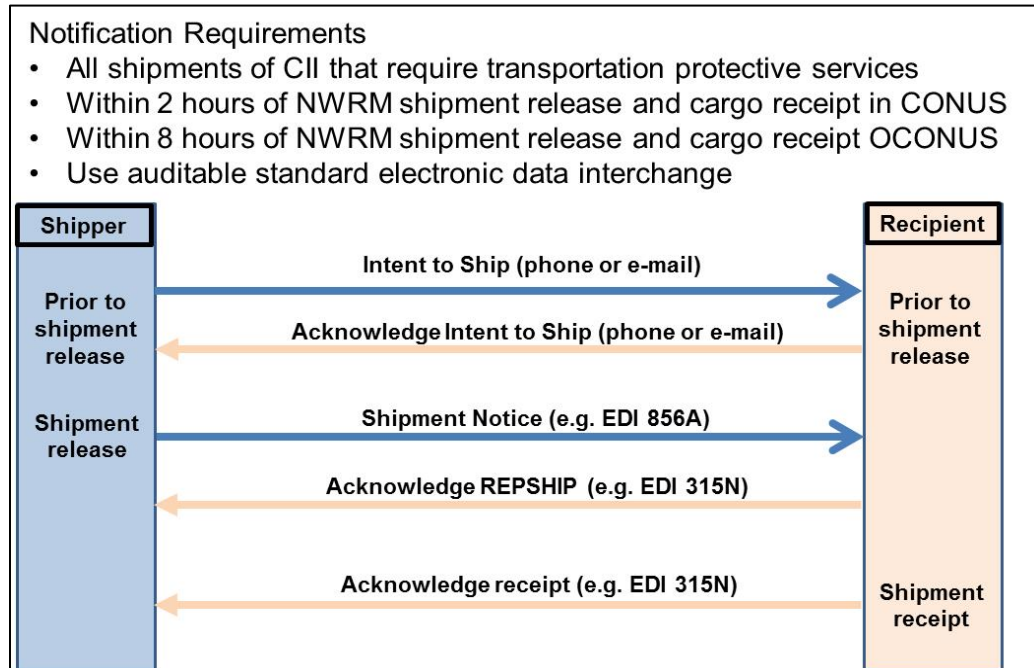 Notification Requirements
• All shipments of CII that require transportation protective services
• Within 2 hours of NWRM shipment release and cargo receipt in CONUS
• Within 8 hours of NWRM shipment release and cargo receipt OCONUS
• Use auditable standard electronic data interchange
Shipper
Recipient
Intent to Ship (phone or e-mail)
Prior to
shipment
release
Prior to
shipment
release
Acknowledge Intent to Ship (phone or e-mail)
Shipment
release
Shipment Notice (e.g. EDI 856A)
Acknowledge REPSHIP (e.g. EDI 315N)
Acknowledge receipt (e.g. EDI 315N)
Shipment
receipt